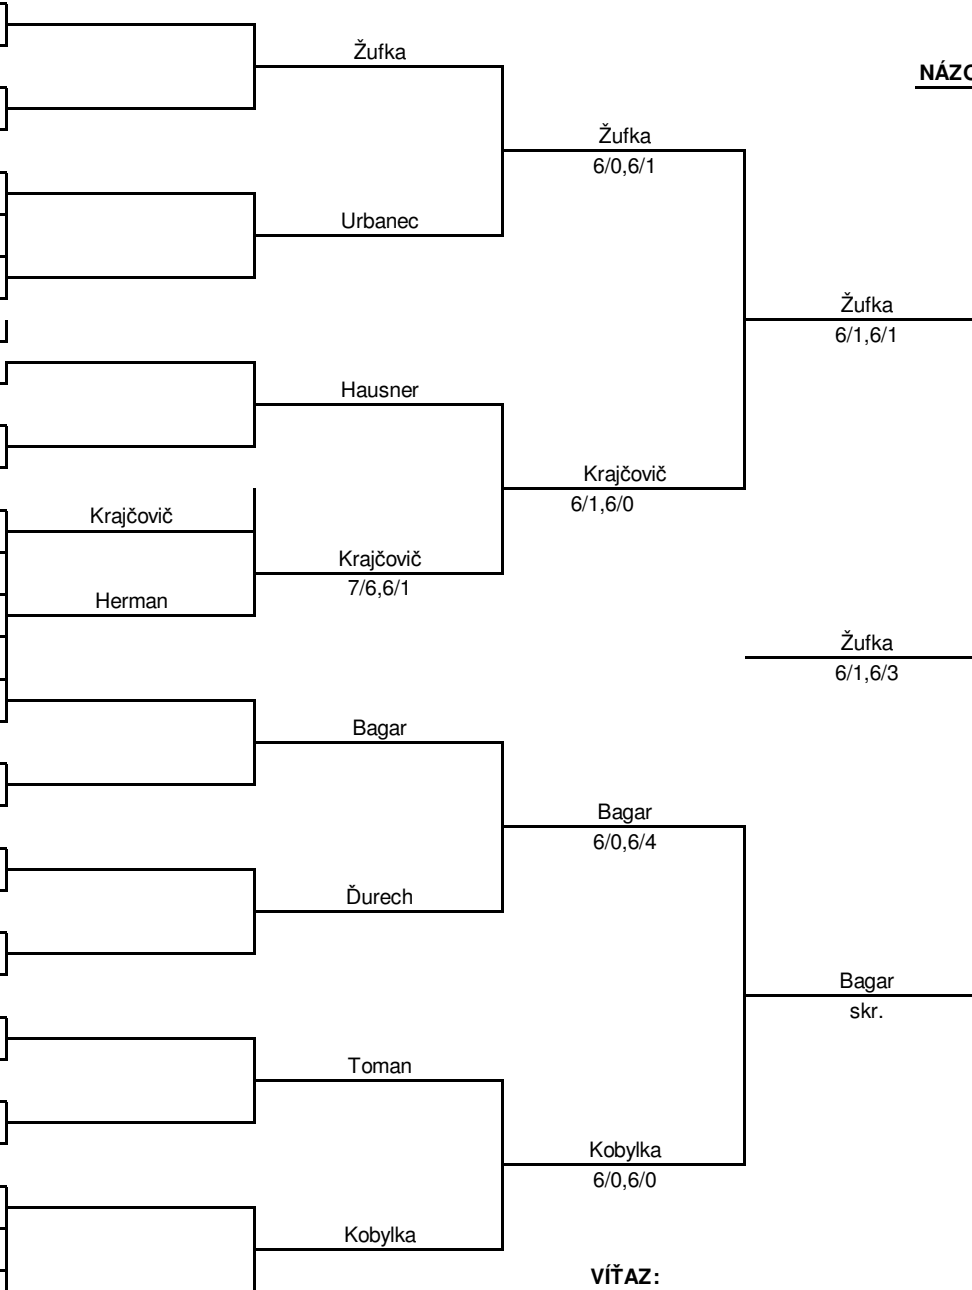 Žufka
NÁZO
Žufka
6/0,6/1
Urbanec
Žufka
6/1,6/1
Hausner
Krajčovič
6/1,6/0
Krajčovič
Krajčovič
7/6,6/1
Herman
Žufka
6/1,6/3
Bagar
Bagar
6/0,6/4
Ďurech
Bagar
skr.
Toman
Kobylka
6/0,6/0
Kobylka
VÍŤAZ: